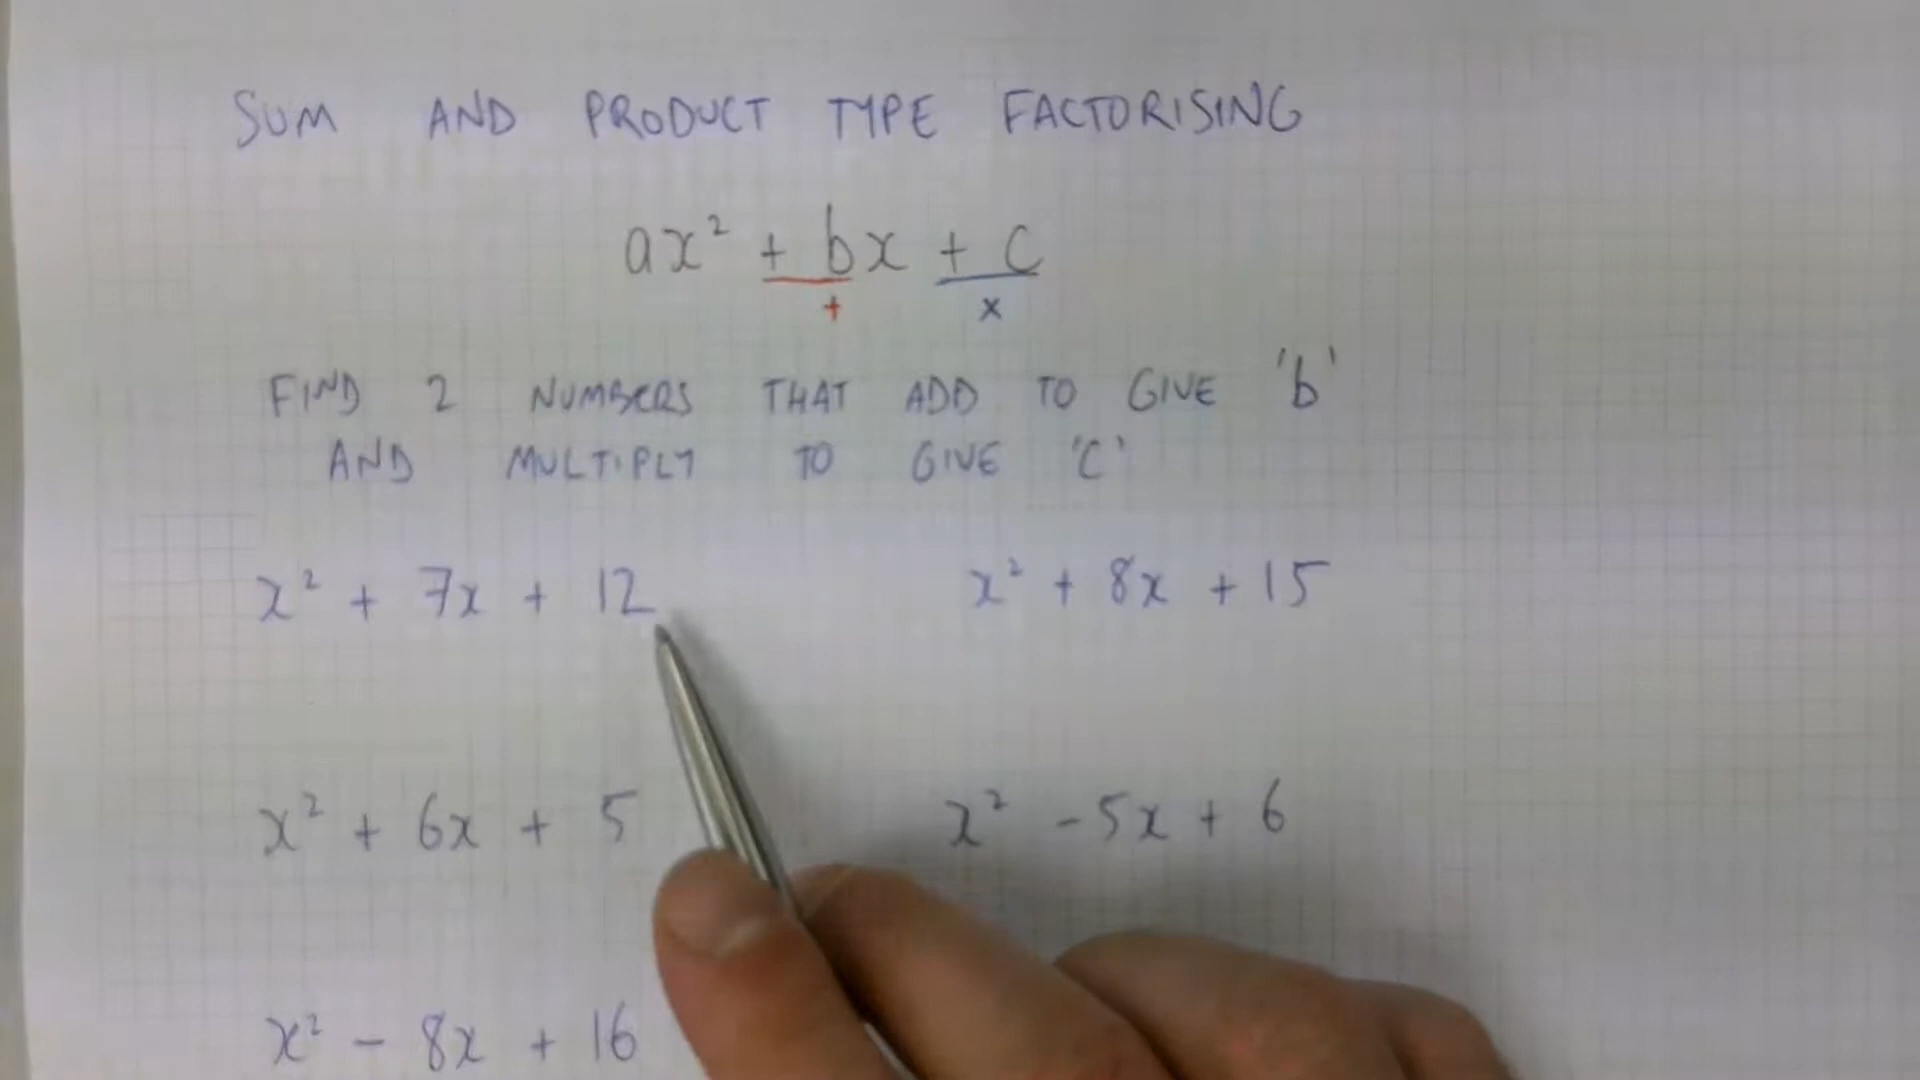 SUM AND PRODUCT TYPE FACTORISING
ax² + bx + c
+ x
FIND 2 NUMBERS THAT ADD TO GIVE 'b'
AND MULTIPLY TO GIVE 'C'
x² + 7x + 12
x² + 8x + 15
x² + 6x + 5
x² - 5x + 6
x² - 8x + 16